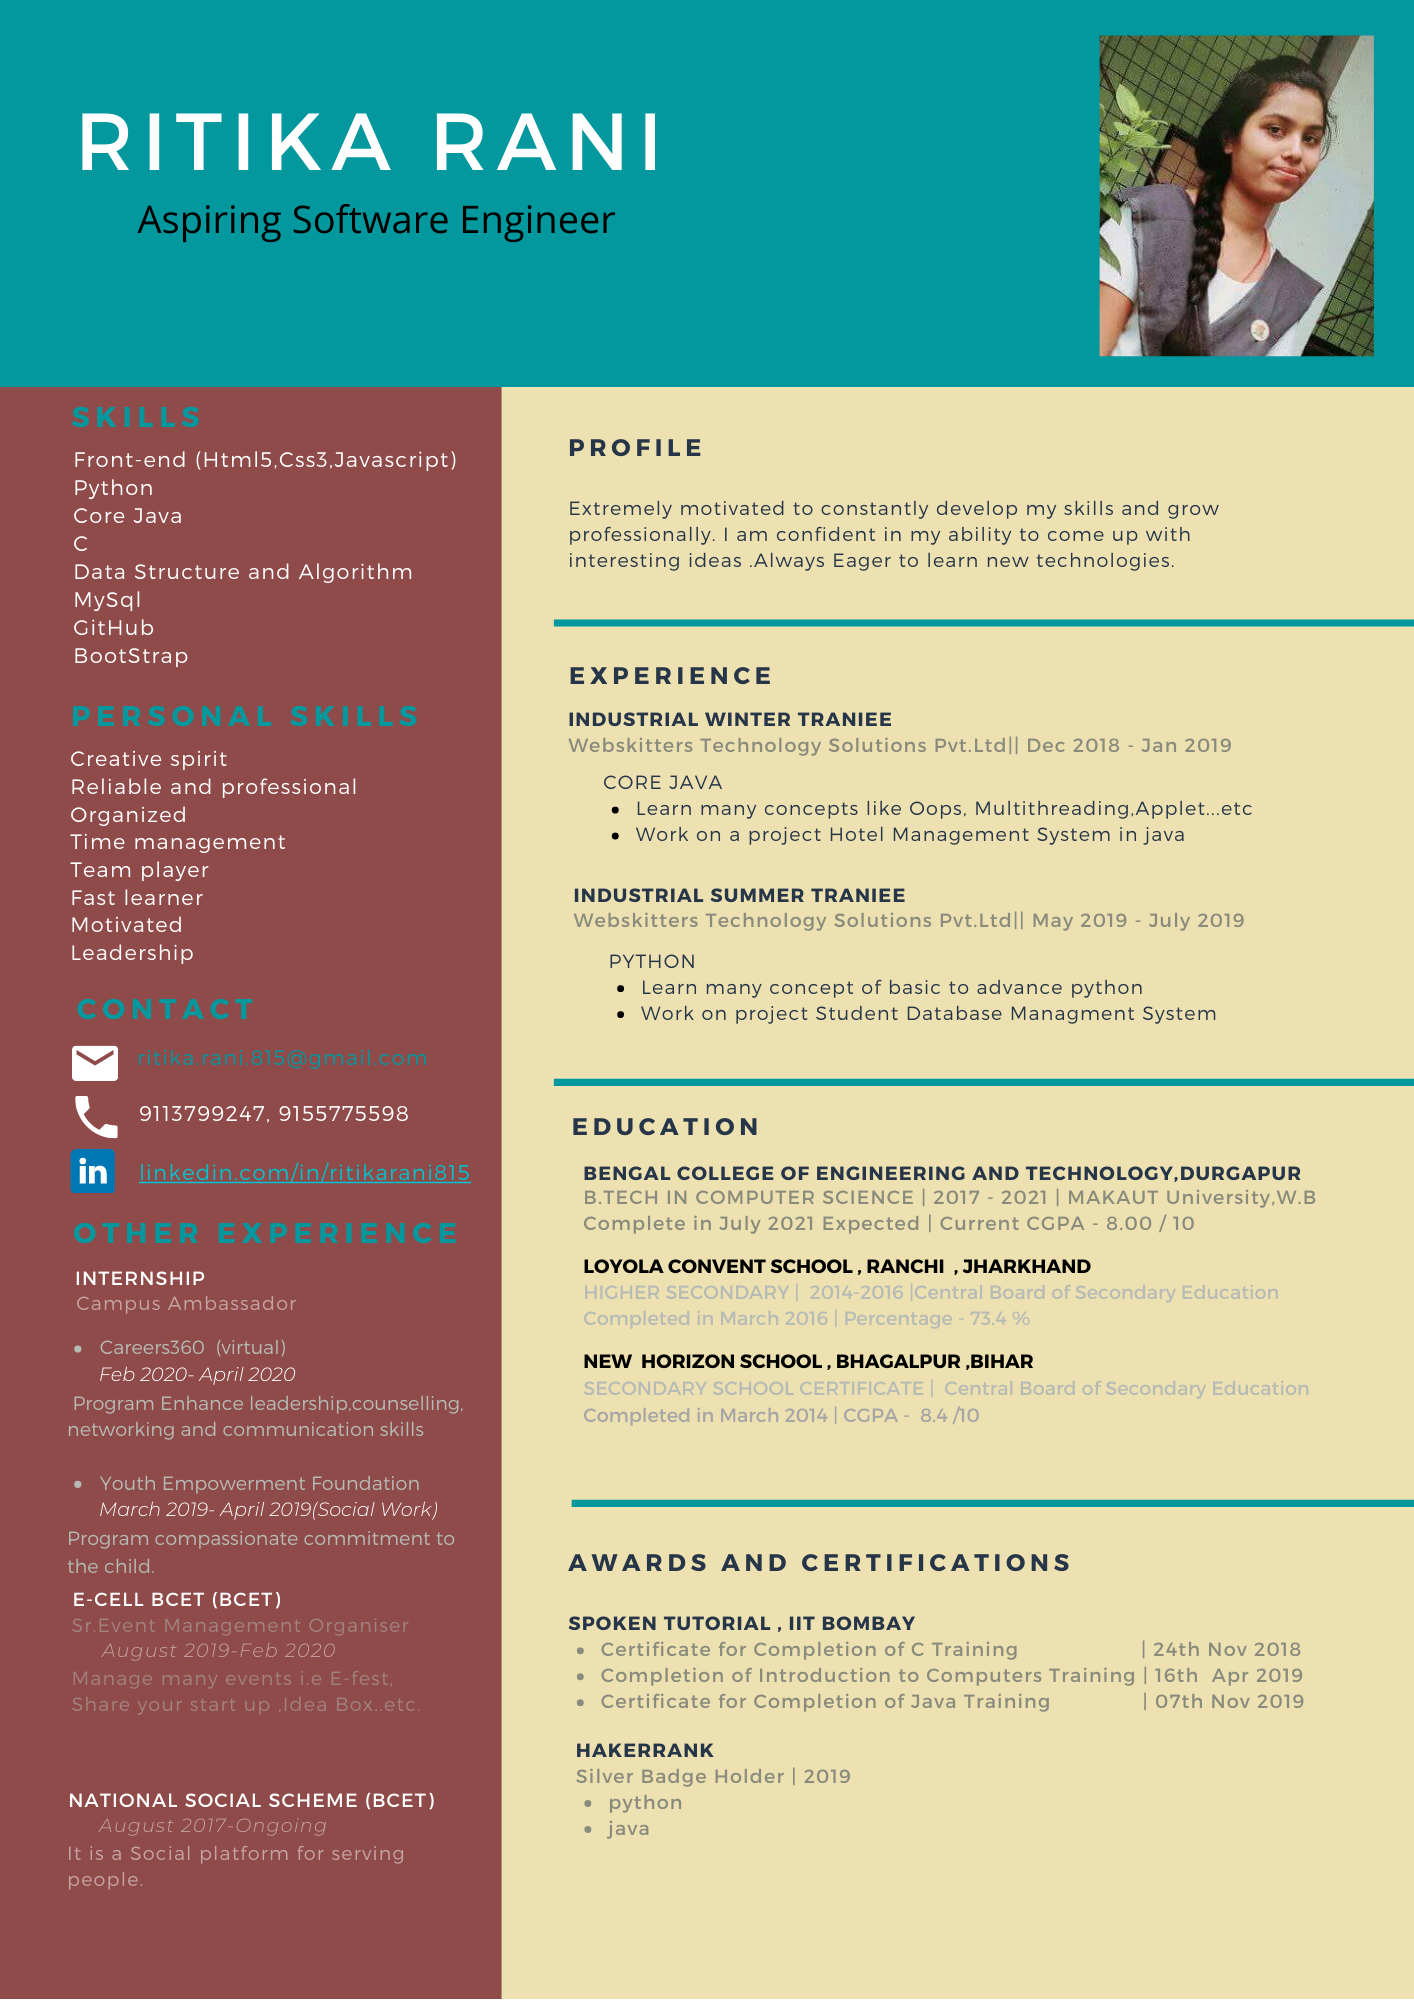 RITIKA RANI
Aspiring Software Engineer
SKILLS
Front-end (Html5,Css3,Javascript)
Python
Core Java
C
Data Structure and Algorithm
MySql
GitHub
BootStrap
PERSONAL SKILLS
Creative spirit
Reliable and professional
Organized
Time management
Team player
Fast learner
Motivated
Leadership
CONTACT
ritika.rani.815@gmail.com
9113799247, 9155775598
in
linkedin.com/in/ritikarani815
OTHER EXPERIENCE
INTERNSHIP
Campus Ambassador
• Careers360 (virtual)
Feb 2020- April 2020
Program Enhance leadership,counselling,
networking and communication skills
• Youth Empowerment Foundation
March 2019- April 2019(Social Work)
Program compassionate commitment to
the child.
E-CELL BCET (BCET)
Sr.Event Management Organiser
August 2019-Feb 2020
Manage many events i.e E-fest,
Share your start up ,Idea Box..etc.
NATIONAL SOCIAL SCHEME (BCET)
August 2017-Ongoing
It is a Social platform for serving
people.
PROFILE
Extremely motivated to constantly develop my skills and grow
professionally. I am confident in my ability to come up with
interesting ideas .Always Eager to learn new technologies.
EXPERIENCE
INDUSTRIAL WINTER TRANIEE
Webskitters Technology Solutions Pvt.Ltd|| Dec 2018 - Jan 2019
CORE JAVA
• Learn many concepts like Oops, Multithreading,Applet...etc
• Work on a project Hotel Management System in java
INDUSTRIAL SUMMER TRANIEE
Webskitters Technology Solutions Pvt.Ltd|| May 2019 - July 2019
PYTHON
• Learn many concept of basic to advance python
• Work on project Student Database Managment System
EDUCATION
BENGAL COLLEGE OF ENGINEERING AND TECHNOLOGY,DURGAPUR
B.TECH IN COMPUTER SCIENCE | 2017 - 2021 | MAKAUT University,W.B
Complete in July 2021 Expected | Current CGPA - 8.00 / 10
LOYOLA CONVENT SCHOOL , RANCHI , JHARKHAND
HIGHER SECONDARY | 2014-2016 |Central Board of Secondary Education
Completed in March 2016 | Percentage - 73.4 %
NEW HORIZON SCHOOL , BHAGALPUR ,BIHAR
SECONDARY SCHOOL CERTIFICATE | Central Board of Secondary Education
Completed in March 2014 | CGPA - 8.4 /10
AWARDS AND CERTIFICATIONS
SPOKEN TUTORIAL , IIT BOMBAY
• Certificate for Completion of C Training | 24th Nov 2018
• Completion of Introduction to Computers Training | 16th Apr 2019
• Certificate for Completion of Java Training | 07th Nov 2019
HAKERRANK
Silver Badge Holder | 2019
• python
• java